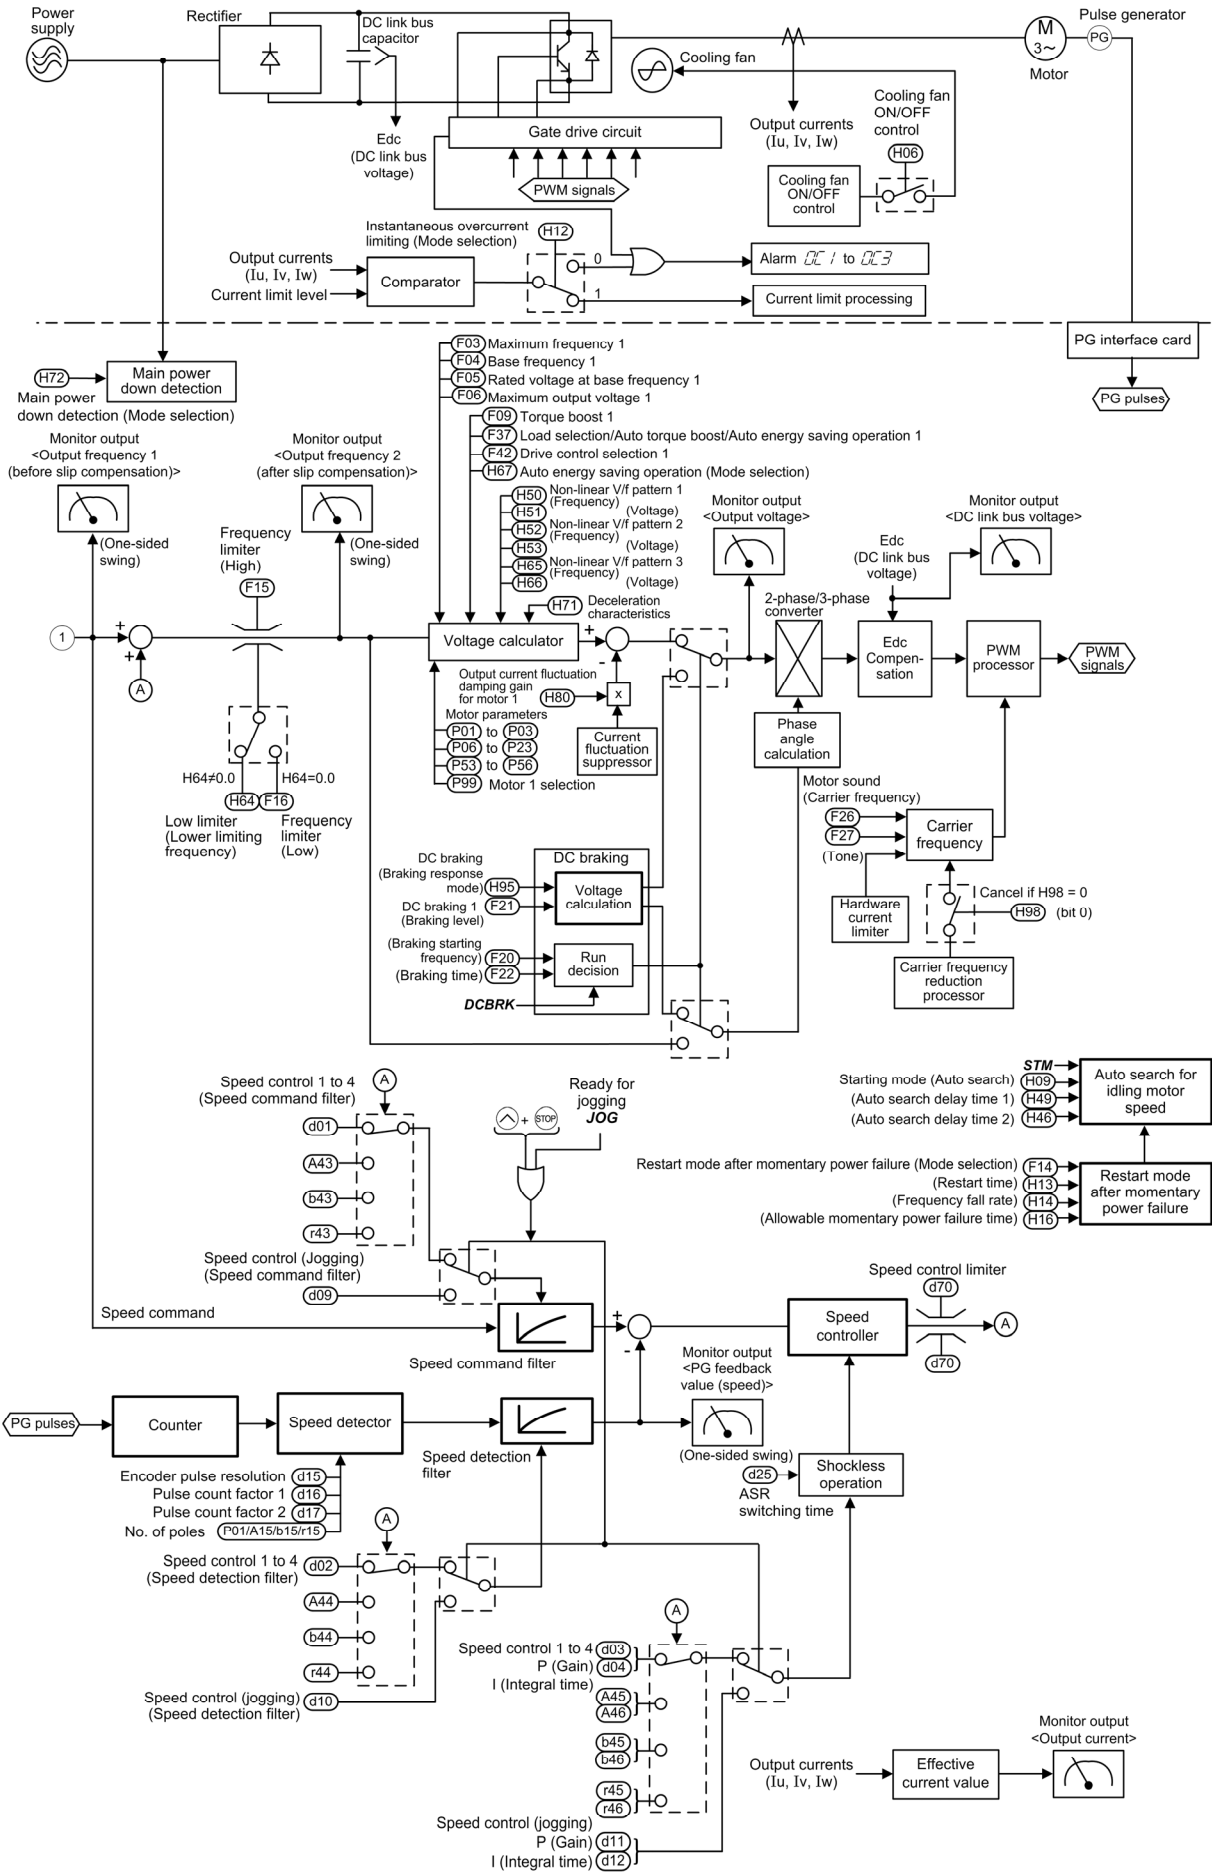 Power
supply
Rectifier
DC link bus
capacitor
Edc
(DC link bus
voltage)
Gate drive circuit
PWM signals
Cooling fan
Output currents
(Iu, Iv, Iw)
M
3~
Motor
Pulse generator
PG
Cooling fan
ON/OFF
control
H06
Cooling fan
ON/OFF
control
Instantaneous overcurrent
limiting (Mode selection)
H12
Output currents
(Iu, Iv, Iw)
Current limit level
Comparator
0
1
Alarm OC1 to OC3
Current limit processing
PG interface card
PG pulses
H72
Main power
down detection
Main power
down detection (Mode selection)
F03 Maximum frequency 1
F04 Base frequency 1
F05 Rated voltage at base frequency 1
F06 Maximum output voltage 1
F09 Torque boost 1
F37 Load selection/Auto torque boost/Auto energy saving operation 1
F42 Drive control selection 1
H67 Auto energy saving operation (Mode selection)
H50 Non-linear V/f pattern 1
(Frequency)
H51 (Voltage)
H52 Non-linear V/f pattern 2
(Frequency)
H53 (Voltage)
H65 Non-linear V/f pattern 3
(Frequency)
H66 (Voltage)
H71 Deceleration
characteristics
Monitor output
<Output frequency 1
(before slip compensation)>
(One-sided
swing)
Monitor output
<Output frequency 2
(after slip compensation)>
(One-sided
swing)
Frequency
limiter
(High)
F15
1
+
+
A
H64≠0.0
H64=0.0
H64
F16
Low limiter
(Lower limiting
frequency)
Frequency
limiter
(Low)
Voltage calculator
+
-
Output current fluctuation
damping gain
for motor 1
H80
x
Current
fluctuation
suppressor
Motor parameters
P01 to P03
P06 to P23
P53 to P56
P99 Motor 1 selection
Monitor output
<Output voltage>
2-phase/3-phase
converter
Phase
angle
calculation
Edc
(DC link bus
voltage)
Monitor output
<DC link bus voltage>
Edc
Compen-
sation
PWM
processor
PWM
signals
Motor sound
(Carrier frequency)
F26
F27
(Tone)
Carrier
frequency
Hardware
current
limiter
Cancel if H98 = 0
H98 (bit 0)
Carrier frequency
reduction
processor
DC braking
(Braking response
mode)
H95
DC braking 1
(Braking level)
F21
DC braking
Voltage
calculation
(Braking starting
frequency)
F20
(Braking time)
F22
Run
decision
DCBRK
STM
Starting mode (Auto search) H09
(Auto search delay time 1) H49
(Auto search delay time 2) H46
Auto search for
idling motor
speed
Restart mode after momentary power failure (Mode selection) F14
(Restart time) H13
(Frequency fall rate) H14
(Allowable momentary power failure time) H16
Restart mode
after momentary
power failure
Speed control 1 to 4
(Speed command filter)
A
d01
A43
b43
r43
Speed control (Jogging)
(Speed command filter)
d09
Ready for
jogging
JOG
+
STOP
Speed command
Speed command filter
+
-
Speed
controller
Speed control limiter
d70
d70
A
Monitor output
<PG feedback
value (speed)>
(One-sided swing)
PG pulses
Counter
Speed detector
Speed detection
filter
Encoder pulse resolution d15
Pulse count factor 1 d16
Pulse count factor 2 d17
No. of poles P01/A15/b15/r15
Shockless
operation
d25
ASR
switching time
Speed control 1 to 4
(Speed detection filter)
A
d02
A44
b44
r44
Speed control (jogging)
(Speed detection filter)
d10
A
Speed control 1 to 4
P (Gain)
I (Integral time)
d03
d04
A45
A46
b45
b46
r45
r46
Speed control (jogging)
P (Gain) d11
I (Integral time) d12
Output currents
(Iu, Iv, Iw)
Effective
current value
Monitor output
<Output current>